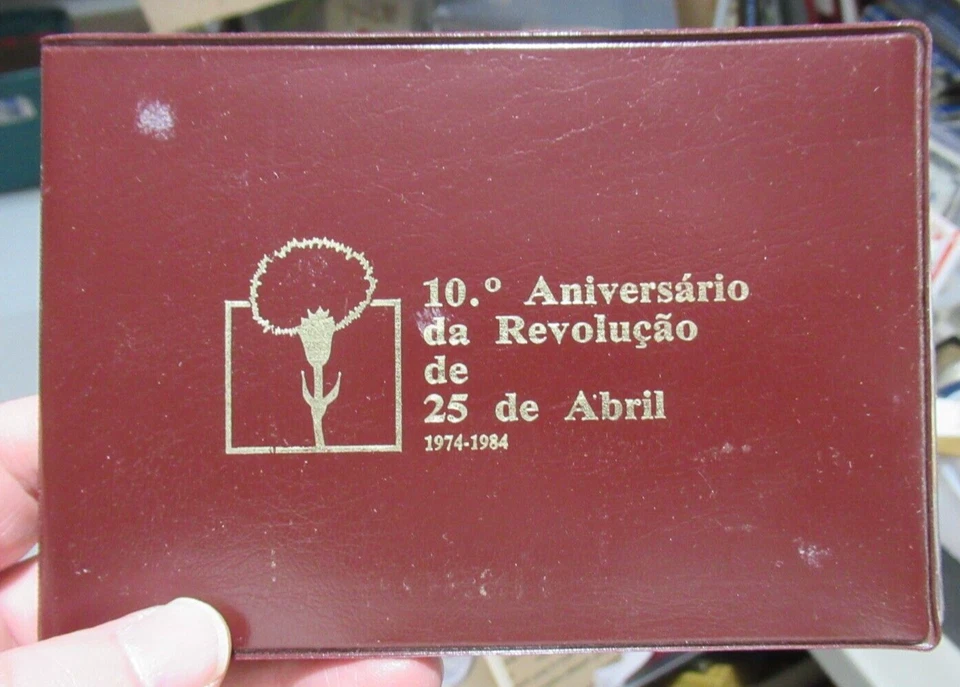 10.º Aniversário
da Revolução
de
25 de Abril
1974-1984